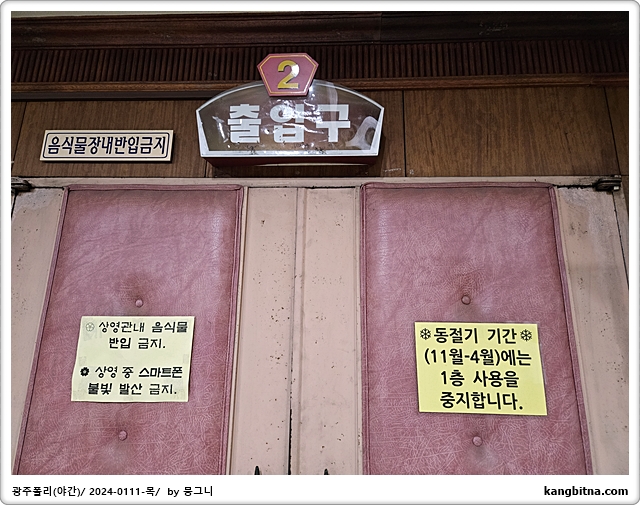 2
출입구
음식물장내반입금지
상영관내 음식물
반입 금지.
상영 중 스마트폰
불빛 발산 금지.
❄동절기 기간❄
(11월-4월)에는
1층 사용을
중지합니다.
광주폴리(야간)/ 2024-0111-목/ by 뭉그니
kangbitna.com